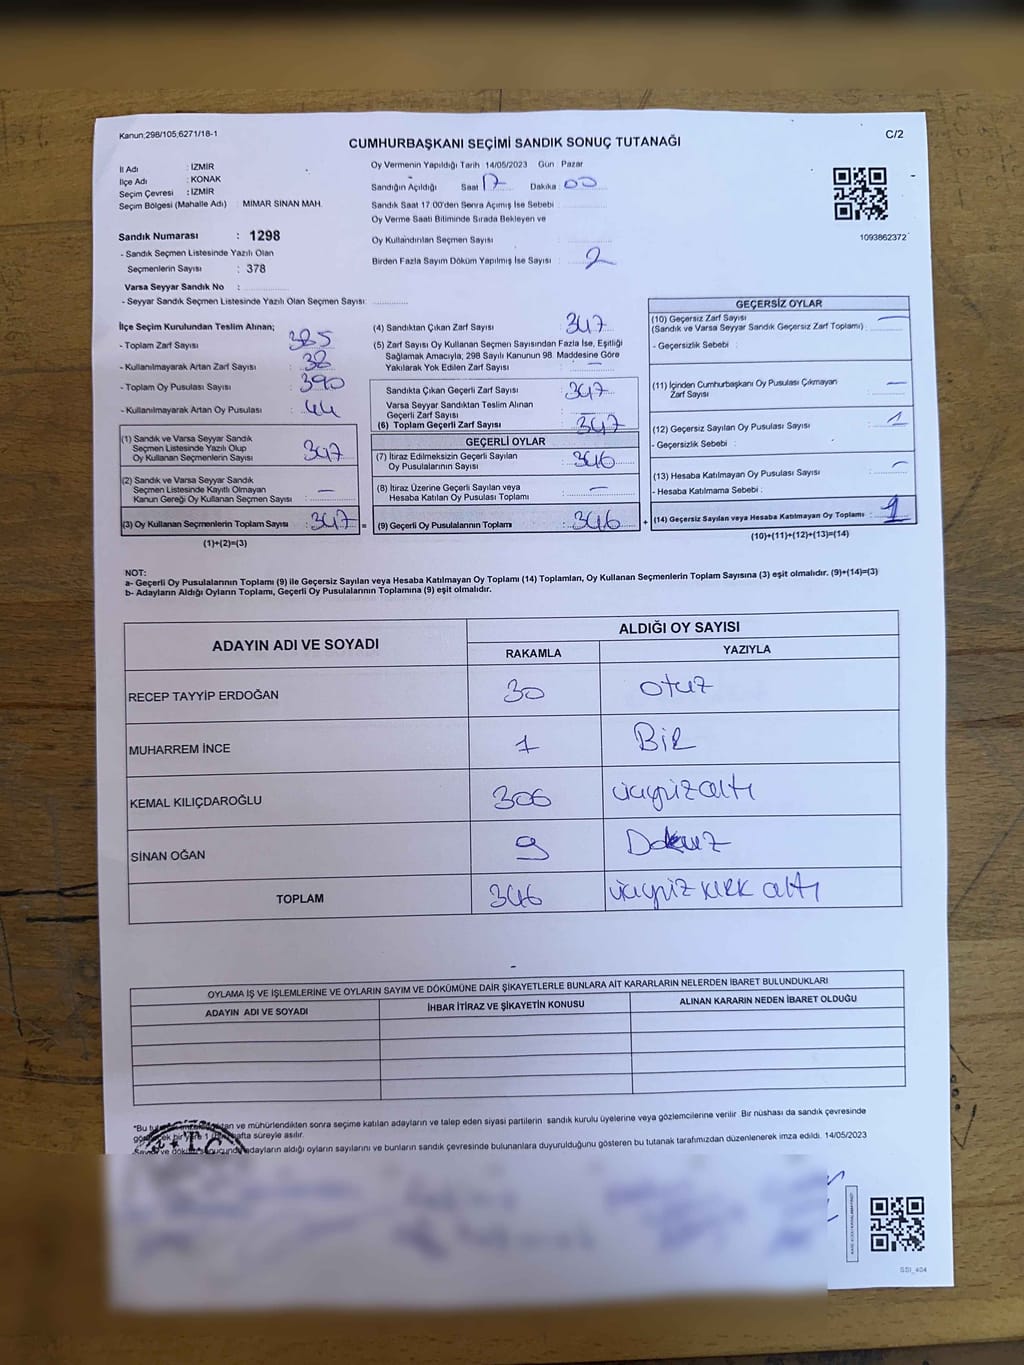 Kanun;298/105;6271/18-1
C/2
CUMHURBAŞKANI SEÇİMİ SANDIK SONUÇ TUTANAĞI
İl Adı : İZMİR
İlçe Adı : KONAK
Seçim Çevresi : İZMİR
Seçim Bölgesi (Mahalle Adı) : MİMAR SİNAN MAH.
Sandık Numarası : 1298
- Sandık Seçmen Listesinde Yazılı Olan
Seçmenlerin Sayısı : 378
Varsa Seyyar Sandık No :
- Seyyar Sandık Seçmen Listesinde Yazılı Olan Seçmen Sayısı:
Oy Vermenin Yapıldığı Tarih 14/05/2023 Gün : Pazar
Sandığın Açıldığı Saat 17 Dakika : 00
Sandık Saat 17:00'den Sonra Açımış İse Sebebi :
Oy Verme Saati Bitiminde Sırada Bekleyen ve
Oy Kullandırılan Seçmen Sayısı :
Birden Fazla Sayım Döküm Yapılmış İse Sayısı : 2
1093862372
İlçe Seçim Kurulundan Teslim Alınan;
- Toplam Zarf Sayısı : 385
- Kullanılmayarak Artan Zarf Sayısı : 38
- Toplam Oy Pusulası Sayısı : 390
- Kullanılmayarak Artan Oy Pusulası : 44
(1) Sandık ve Varsa Seyyar Sandık
Seçmen Listesinde Yazılı Olup
Oy Kullanan Seçmenlerin Sayısı : 347
(2) Sandık ve Varsa Seyyar Sandık
Seçmen Listesinde Kayıtlı Olmayan
Kanun Gereği Oy Kullanan Seçmen Sayısı : —
(3) Oy Kullanan Seçmenlerin Toplam Sayısı : 347 =
(1)+(2)=(3)
(4) Sandıktan Çıkan Zarf Sayısı : 347
(5) Zarf Sayısı Oy Kullanan Seçmen Sayısından Fazla İse, Eşitliği
Sağlamak Amacıyla; 298 Sayılı Kanunun 98. Maddesine Göre
Yakılarak Yok Edilen Zarf Sayısı : —
Sandıkta Çıkan Geçerli Zarf Sayısı : 347
Varsa Seyyar Sandıktan Teslim Alınan
Geçerli Zarf Sayısı :
(6) Toplam Geçerli Zarf Sayısı : 347
GEÇERLİ OYLAR
(7) İtiraz Edilmeksizin Geçerli Sayılan
Oy Pusulalarının Sayısı : 346
(8) İtiraz Üzerine Geçerli Sayılan veya
Hesaba Katılan Oy Pusulası Toplamı : —
(9) Geçerli Oy Pusulalarının Toplamı : 346 +
GEÇERSİZ OYLAR
(10) Geçersiz Zarf Sayısı : —
(Sandık ve Varsa Seyyar Sandık Geçersiz Zarf Toplamı)
- Geçersizlik Sebebi :
(11) İçinden Cumhurbaşkanı Oy Pusulası Çıkmayan
Zarf Sayısı : —
(12) Geçersiz Sayılan Oy Pusulası Sayısı : 1
- Geçersizlik Sebebi :
(13) Hesaba Katılmayan Oy Pusulası Sayısı : —
- Hesaba Katılmama Sebebi :
(14) Geçersiz Sayılan veya Hesaba Katılmayan Oy Toplamı : 1
(10)+(11)+(12)+(13)=(14)
NOT:
a- Geçerli Oy Pusulalarının Toplamı (9) ile Geçersiz Sayılan veya Hesaba Katılmayan Oy Toplamı (14) Toplamları, Oy Kullanan Seçmenlerin Toplam Sayısına (3) eşit olmalıdır. (9)+(14)=(3)
b- Adayların Aldığı Oyların Toplamı, Geçerli Oy Pusulalarının Toplamına (9) eşit olmalıdır.
ADAYIN ADI VE SOYADI
ALDIĞI OY SAYISI
RAKAMLA YAZIYLA
RECEP TAYYİP ERDOĞAN 30 otuz
MUHARREM İNCE 1 BİR
KEMAL KILIÇDAROĞLU 306 üçyüzaltı
SİNAN OĞAN 9 Dokuz
TOPLAM 346 üçyüz kırk altı
OYLAMA İŞ VE İŞLEMLERİNE VE OYLARIN SAYIM VE DÖKÜMÜNE DAİR ŞİKAYETLERLE BUNLARA AİT KARARLARIN NELERDEN İBARET BULUNDUKLARI
ADAYIN ADI VE SOYADI İHBAR İTİRAZ VE ŞİKAYETİN KONUSU ALINAN KARARIN NEDEN İBARET OLDUĞU
*Bu ve mühürlendikten sonra seçime katılan adayların ve talep eden siyasi partilerin sandık kurulu üyelerine veya gözlemcilerine verilir. Bir nüshası da sandık çevresinde
bir yere 1 hafta süreyle asılır.
adayların aldığı oyların sayılarını ve bunların sandık çevresinde bulunanlara duyurulduğunu gösteren bu tutanak tarafımızdan düzenlenerek imza edildi. 14/05/2023
T.C.
SSI_404